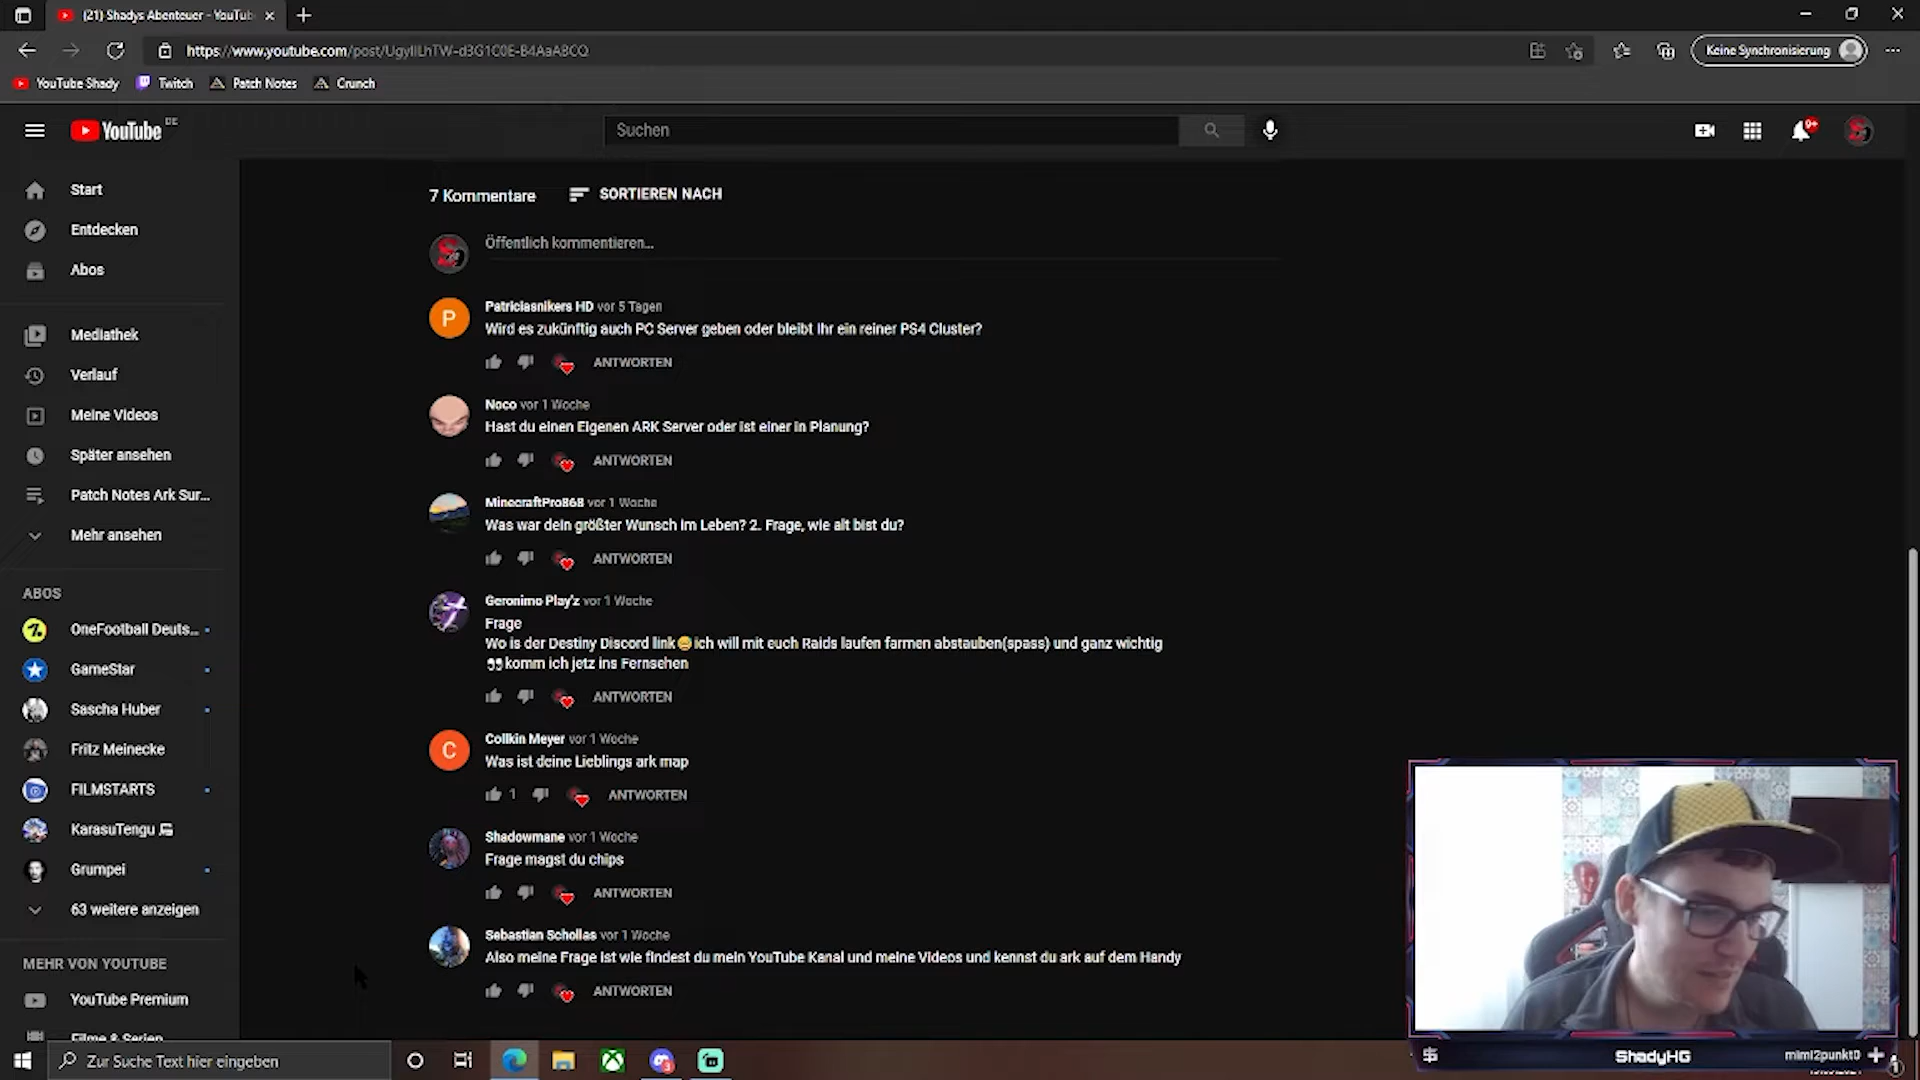 (21) Shadys Abenteuer - YouTub
https://www.youtube.com/post/UgyIILhTW-d3G1C0E-B4AaABCQ
Keine Synchronisierung
YouTube Shady
Twitch
Patch Notes
Crunch
YouTube DE
Suchen
9+
Start
Entdecken
Abos
Mediathek
Verlauf
Meine Videos
Später ansehen
Patch Notes Ark Sur...
Mehr ansehen
ABOS
OneFootball Deuts...
GameStar
Sascha Huber
Fritz Meinecke
FILMSTARTS
KarasuTengu
Grumpei
63 weitere anzeigen
MEHR VON YOUTUBE
YouTube Premium
Filme & Serien
7 Kommentare
SORTIEREN NACH
Öffentlich kommentieren...
P
Patriciasnikers HD vor 5 Tagen
Wird es zukünftig auch PC Server geben oder bleibt Ihr ein reiner PS4 Cluster?
ANTWORTEN
Noco vor 1 Woche
Hast du einen Eigenen ARK Server oder ist einer in Planung?
ANTWORTEN
MinecraftPro868 vor 1 Woche
Was war dein größter Wunsch im Leben? 2. Frage, wie alt bist du?
ANTWORTEN
Geronimo Play'z vor 1 Woche
Frage
Wo is der Destiny Discord link😅ich will mit euch Raids laufen farmen abstauben(spass) und ganz wichtig
👀komm ich jetz ins Fernsehen
ANTWORTEN
C
Collkin Meyer vor 1 Woche
Was ist deine Lieblings ark map
1
ANTWORTEN
Shadowmane vor 1 Woche
Frage magst du chips
ANTWORTEN
Sebastian Schollas vor 1 Woche
Also meine Frage ist wie findest du mein YouTube Kanal und meine Videos und kennst du ark auf dem Handy
ANTWORTEN
ShadyHG
mimi2punkt0
Zur Suche Text hier eingeben